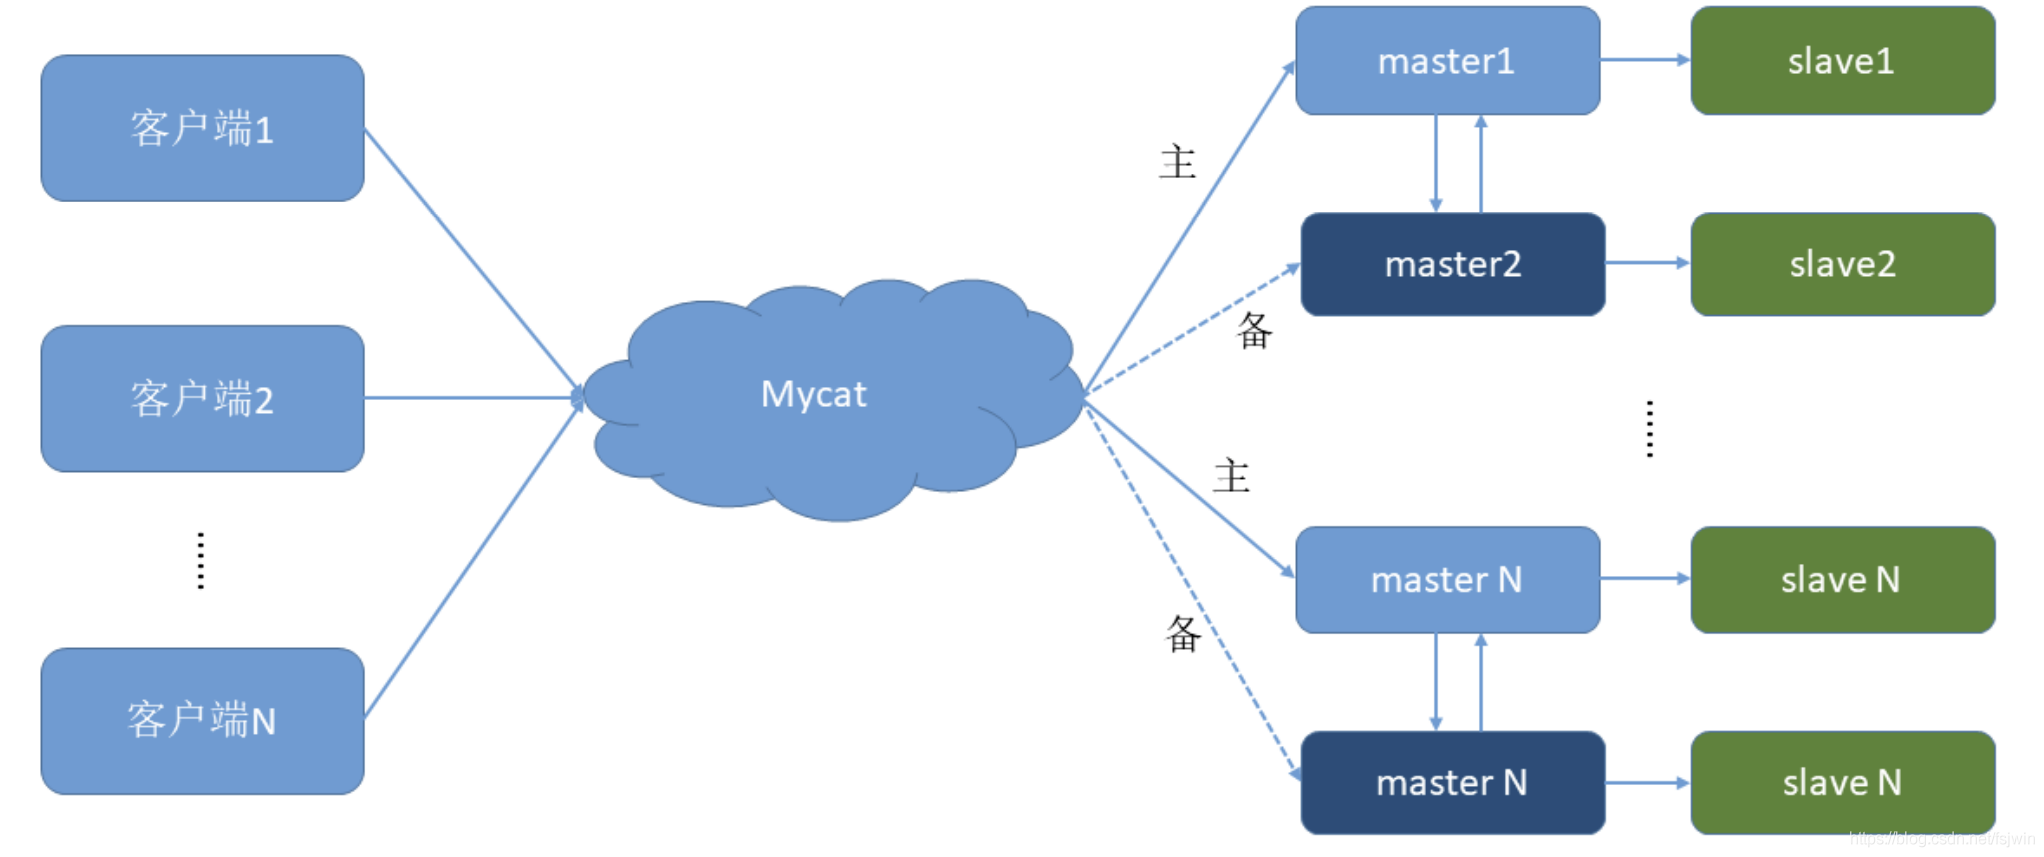 客户端1
客户端2
客户端N
Mycat
主
备
主
备
master1
slave1
master2
slave2
master N
slave N
master N
slave N
https://blog.csdn.net/fsjwin